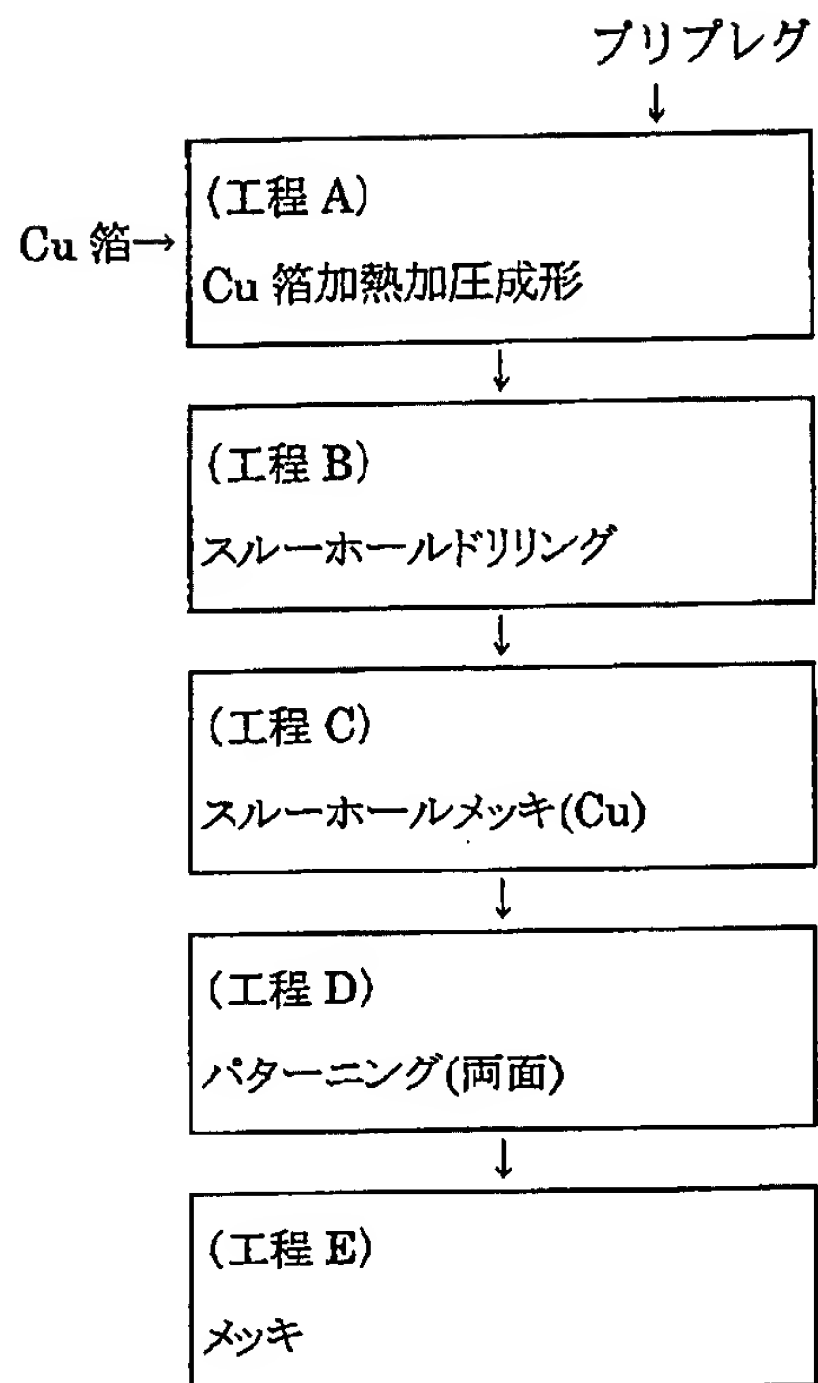 プリプレグ
↓
(工程 A)
Cu 箔→
Cu 箔加熱加圧成形
↓
(工程 B)
スルーホールドリリング
↓
(工程 C)
スルーホールメッキ(Cu)
↓
(工程 D)
パターニング(両面)
↓
(工程 E)
メッキ